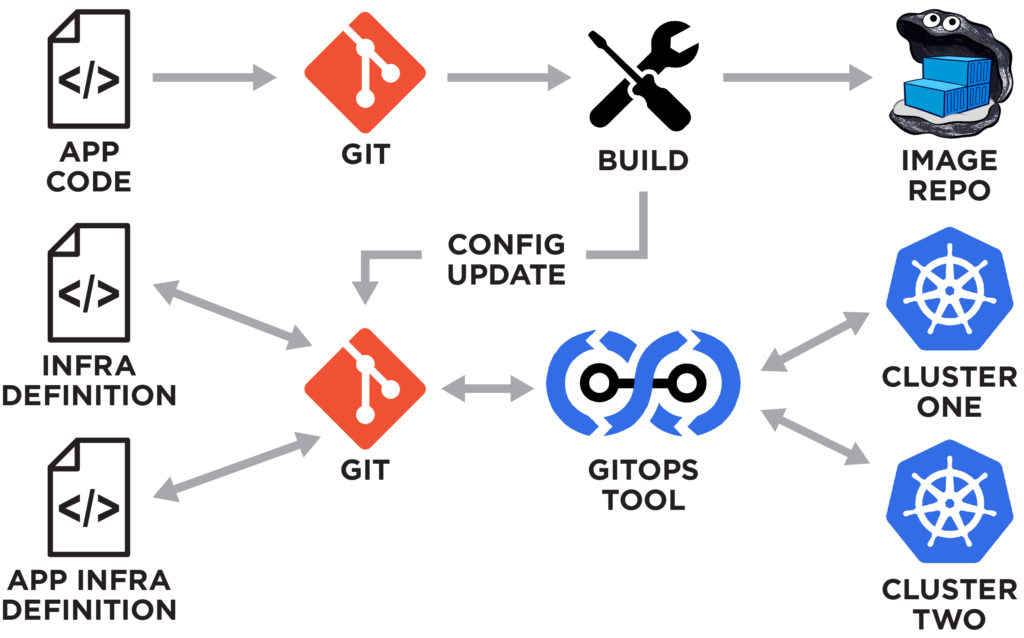 </>
APP
CODE
GIT
BUILD
IMAGE
REPO
CONFIG
UPDATE
</>
INFRA
DEFINITION
GIT
GITOPS
TOOL
CLUSTER
ONE
</>
APP INFRA
DEFINITION
CLUSTER
TWO